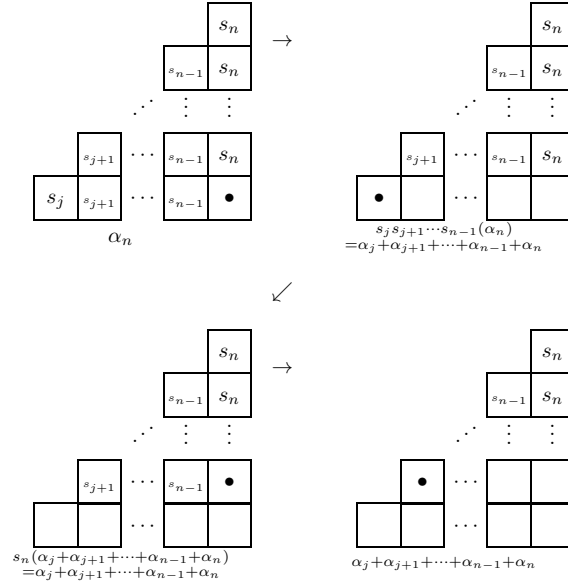 s_n → s_n
s_{n−1} s_n s_{n−1} s_n
⋰ ⋮ ⋮ ⋰ ⋮ ⋮
s_{j+1} ⋯ s_{n−1} s_n s_{j+1} ⋯ s_{n−1} s_n
s_j s_{j+1} ⋯ s_{n−1} • • ⋯
α_n
s_j s_{j+1} ⋯ s_{n−1}(α_n)
=α_j+α_{j+1}+⋯+α_{n−1}+α_n
↙
s_n → s_n
s_{n−1} s_n s_{n−1} s_n
⋰ ⋮ ⋮ ⋰ ⋮ ⋮
s_{j+1} ⋯ s_{n−1} • • ⋯
⋯ ⋯
s_n(α_j+α_{j+1}+⋯+α_{n−1}+α_n)
=α_j+α_{j+1}+⋯+α_{n−1}+α_n
α_j+α_{j+1}+⋯+α_{n−1}+α_n